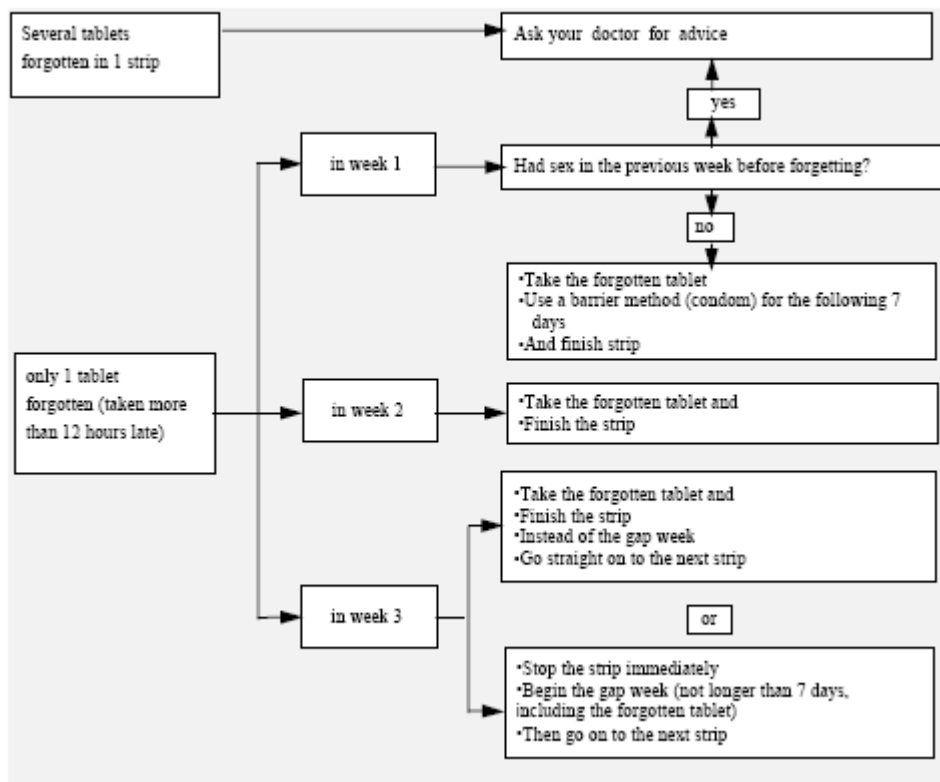 Several tablets
forgotten in 1 strip
Ask your doctor for advice
yes
in week 1
Had sex in the previous week before forgetting?
no
•Take the forgotten tablet
•Use a barrier method (condom) for the following 7
days
•And finish strip
only 1 tablet
forgotten (taken more
than 12 hours late)
in week 2
•Take the forgotten tablet and
•Finish the strip
•Take the forgotten tablet and
•Finish the strip
•Instead of the gap week
•Go straight on to the next strip
in week 3
or
•Stop the strip immediately
•Begin the gap week (not longer than 7 days,
including the forgotten tablet)
•Then go on to the next strip